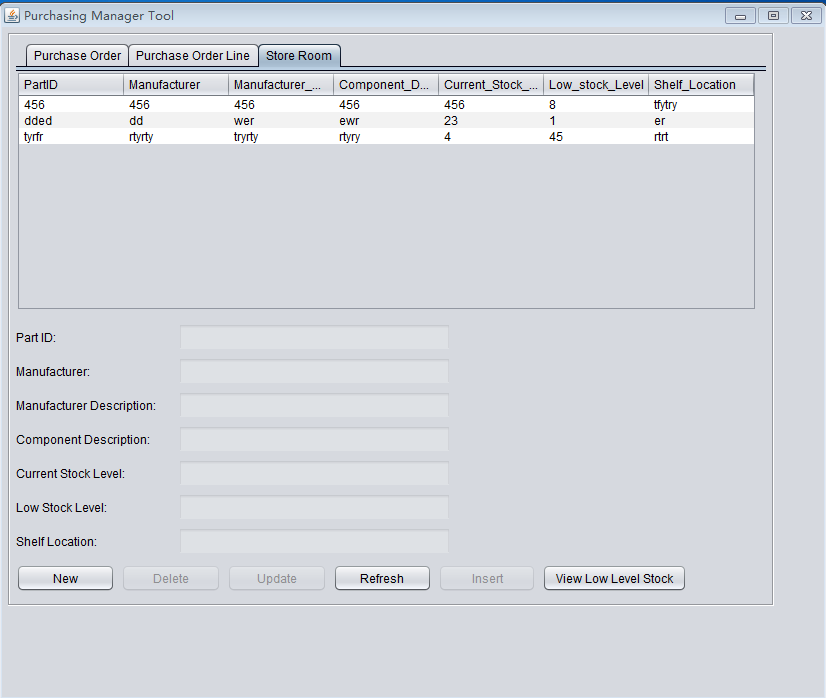 Purchasing Manager Tool
Purchase Order Purchase Order Line Store Room
PartID Manufacturer Manufacturer_... Component_D... Current_Stock_... Low_stock_Level Shelf_Location
456 456 456 456 456 8 tfytry
dded dd wer ewr 23 1 er
tyrfr rtyrty tryrty rtyry 4 45 rtrt
Part ID:
Manufacturer:
Manufacturer Description:
Component Description:
Current Stock Level:
Low Stock Level:
Shelf Location:
New Delete Update Refresh Insert View Low Level Stock